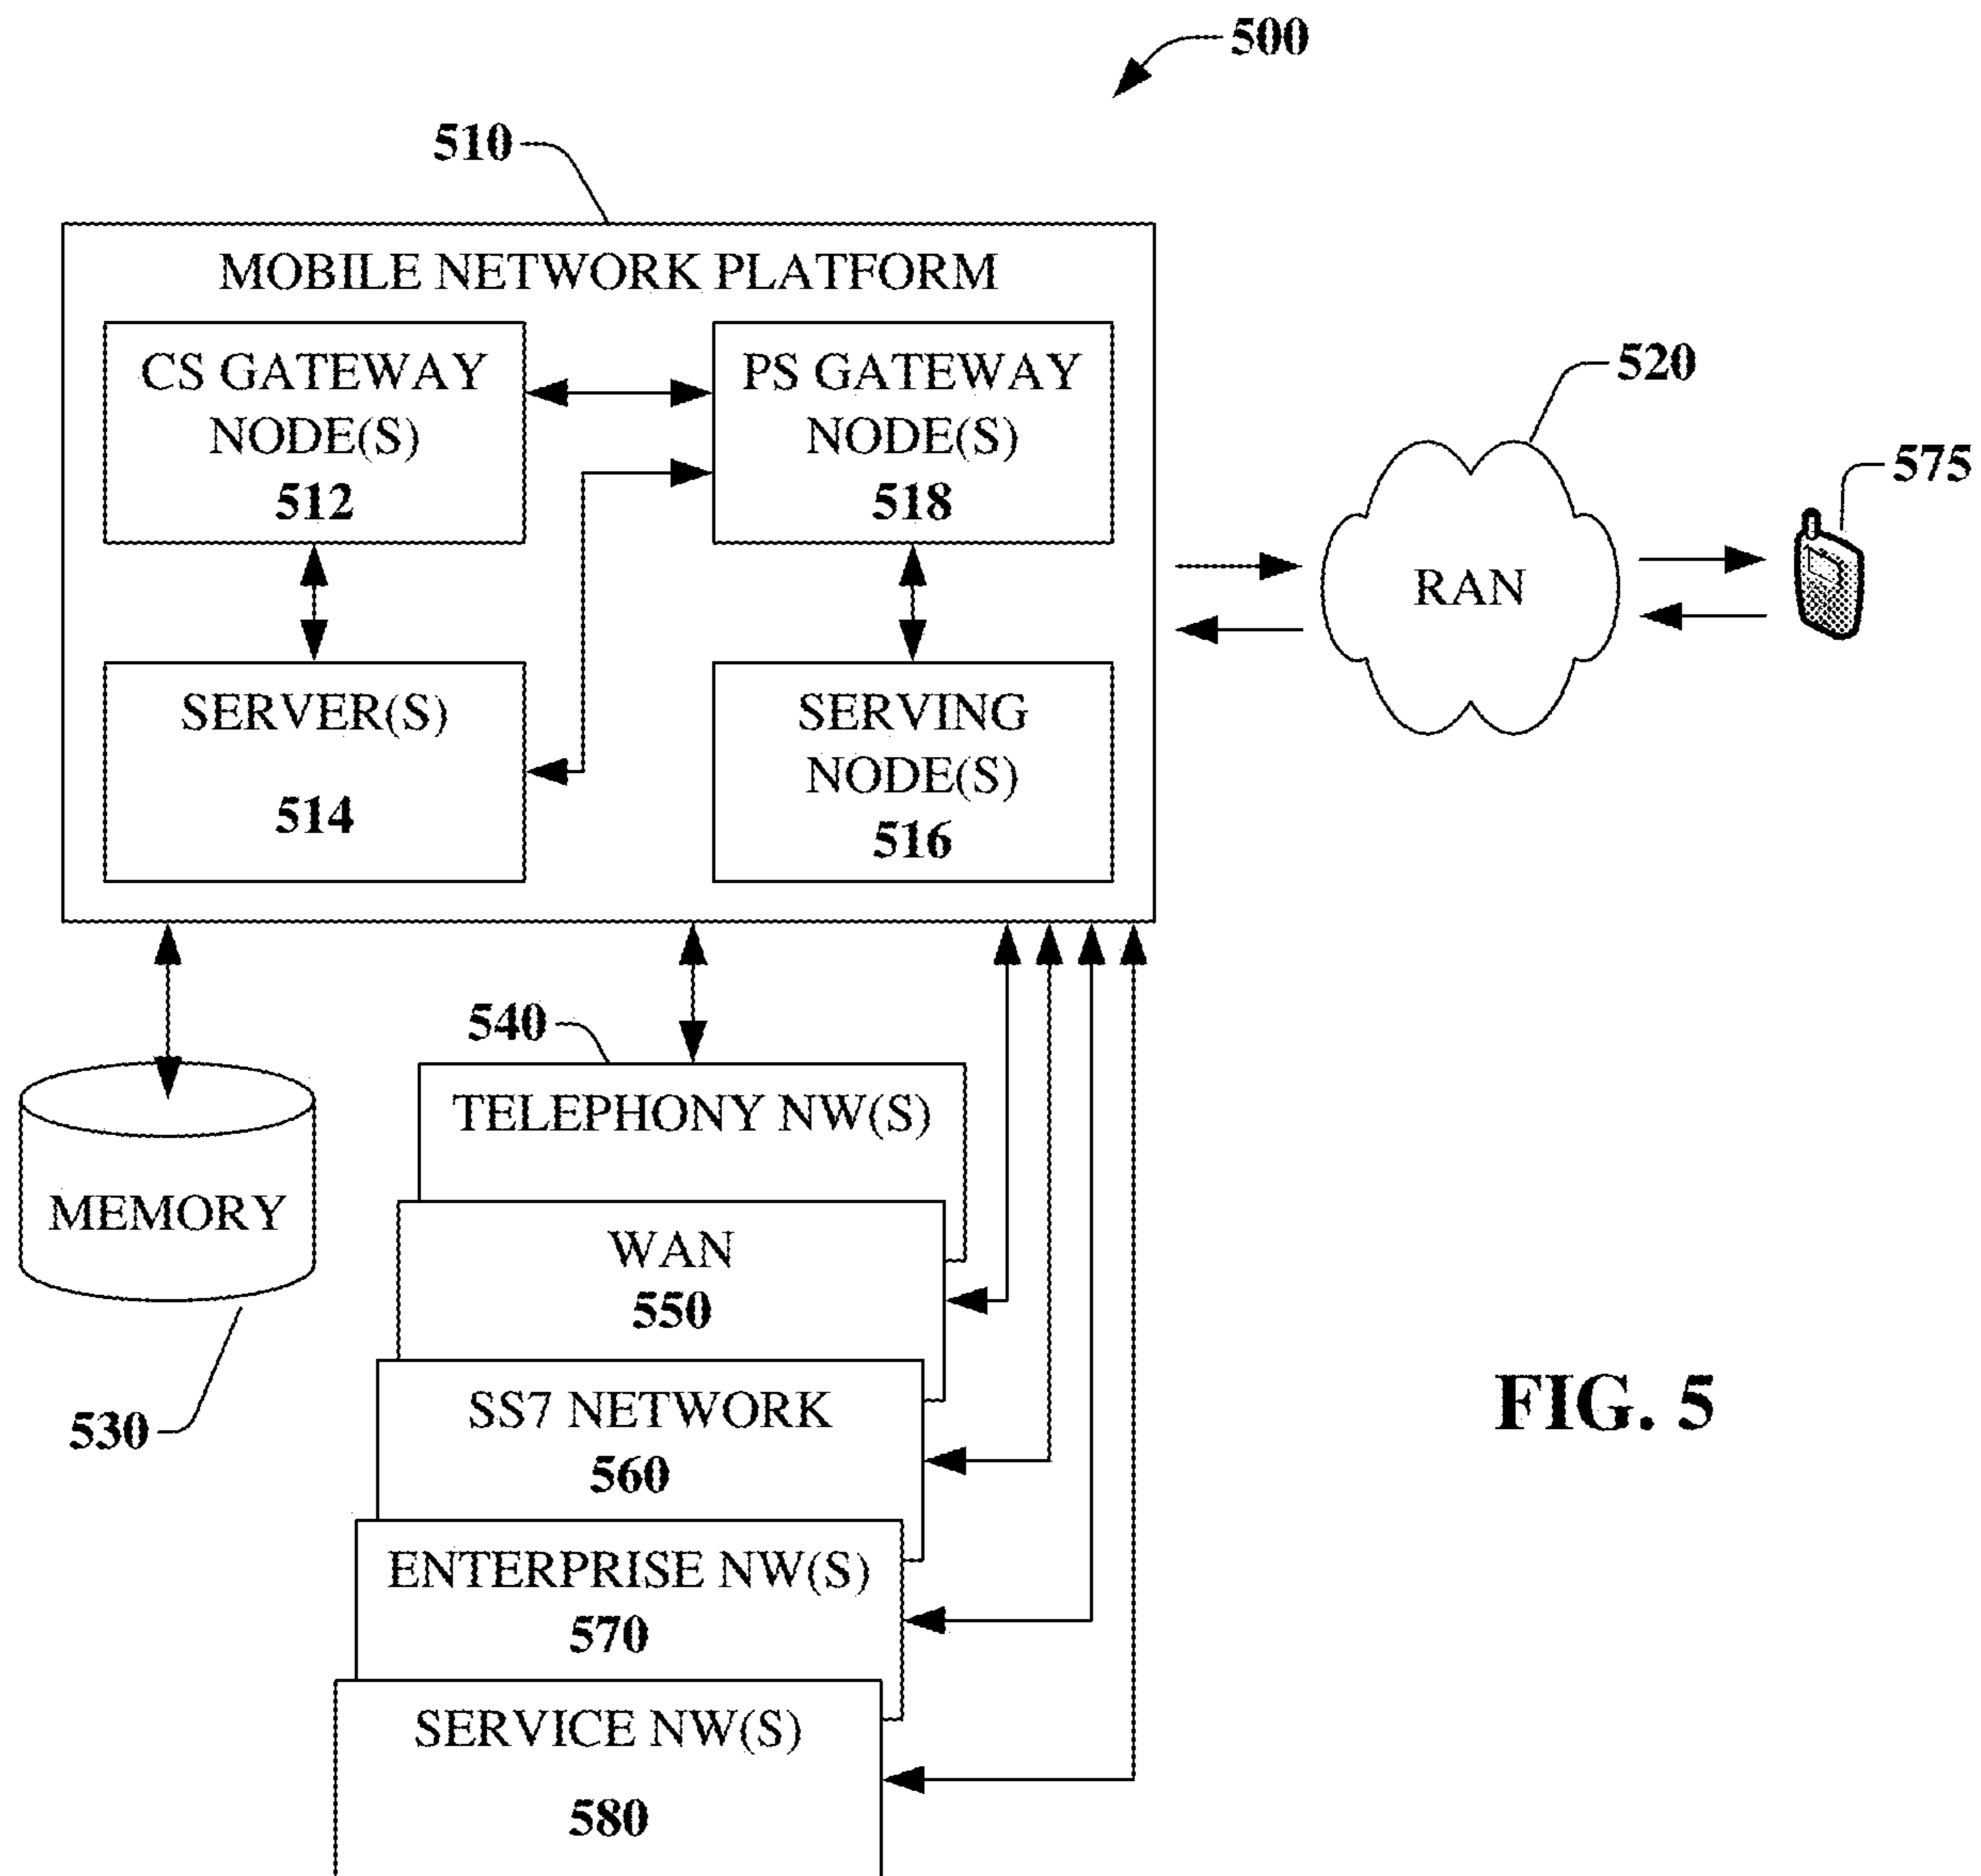 500
510
MOBILE NETWORK PLATFORM
CS GATEWAY
NODE(S)
512
PS GATEWAY
NODE(S)
518
520
575
RAN
SERVER(S)
514
SERVING
NODE(S)
516
540
TELEPHONY NW(S)
MEMORY
530
WAN
550
SS7 NETWORK
560
ENTERPRISE NW(S)
570
SERVICE NW(S)
580
FIG. 5